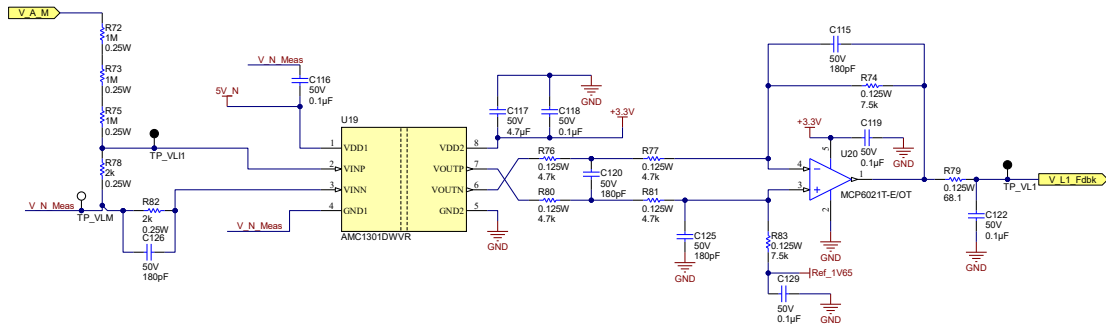 V_A_M
R72
1M
0.25W
R73
1M
0.25W
R75
1M
0.25W
TP_VLI1
R78
2k
0.25W
V_N_Meas
TP_VLM
R82
2k
0.25W
C126
50V
180pF
V_N_Meas
C116
50V
0.1µF
5V_N
V_N_Meas
U19
1
VDD1
2
VINP
3
VINN
4
GND1
VDD2
8
VOUTP
7
VOUTN
6
GND2
5
AMC1301DWVR
GND
C117
50V
4.7µF
C118
50V
0.1µF
GND
+3.3V
R76
0.125W
4.7k
R77
0.125W
4.7k
C120
50V
180pF
R80
0.125W
4.7k
R81
0.125W
4.7k
C125
50V
180pF
GND
C115
50V
180pF
R74
0.125W
7.5k
+3.3V
C119
50V
0.1µF
GND
U20
5
4
3
1
2
MCP6021T-E/OT
GND
R83
0.125W
7.5k
Ref_1V65
C129
50V
0.1µF
GND
R79
0.125W
68.1
TP_VL1
V_L1_Fdbk
C122
50V
0.1µF
GND